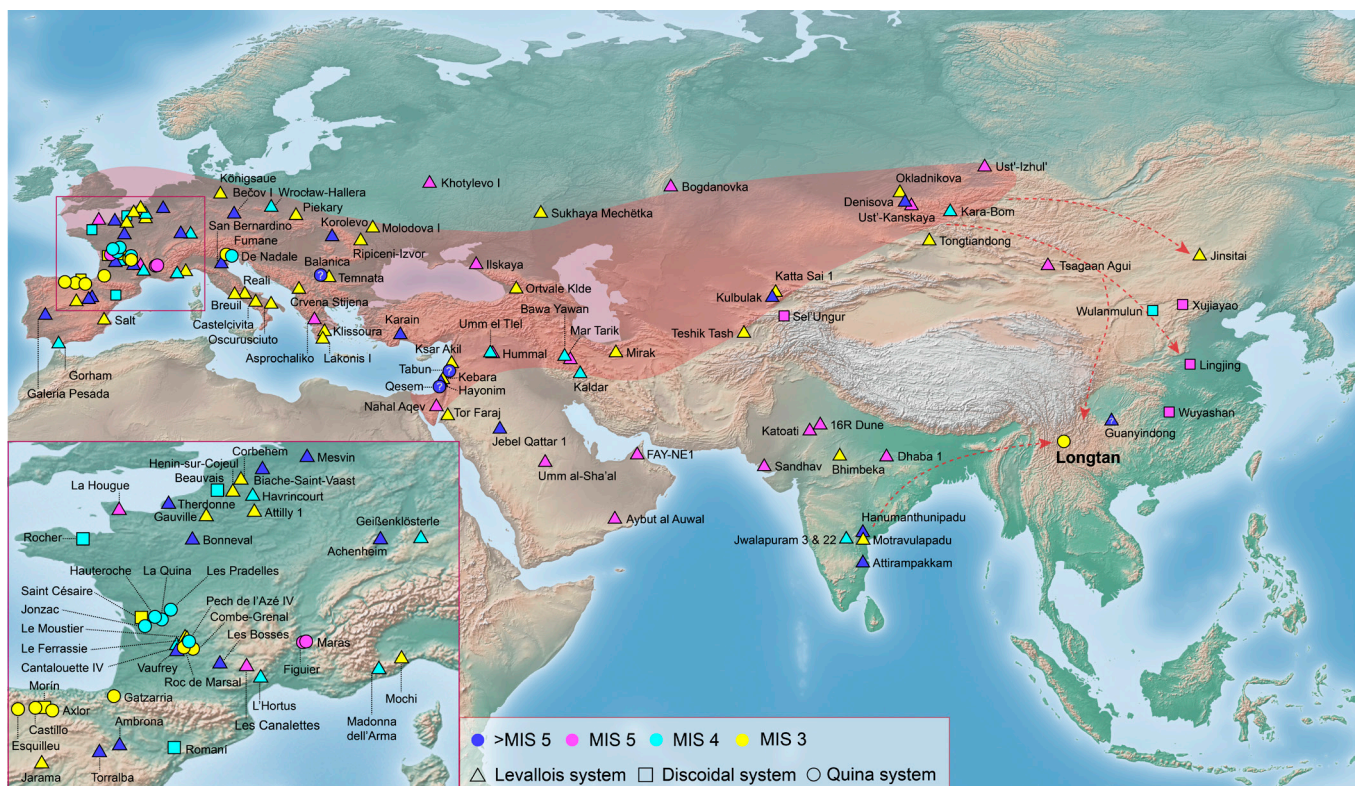 Khotylevo I
Bogdanovka
Ust'-Izhul'
Okladnikova
Denisova
Ust'-Kanskaya
Kara-Bom
Tongtiandong
Tsagaan Agui
Jinsitai
Wulanmulun
Xujiayao
Lingjing
Wuyashan
?
Guanyindong
Longtan
Königsaue
Bečov I
Wrocław-Hallera
Piekary
Korolevo
Molodova I
Ripiceni-Izvor
Sukhaya Mechëtka
San Bernardino
Fumane
De Nadale
Balanica
?
Temnata
Ilskaya
Ortvale Klde
Katta Sai 1
Kulbulak
Sel'Ungur
Teshik Tash
Reali
Breuil
Castelcivita
Oscurusciuto
Crvena Stijena
Asprochaliko
Klissoura
Lakonis I
Karain
Umm el Tlel
Hummal
Bawa Yawan
Mar Tarik
Mirak
Kaldar
Ksar Akil
Tabun
?
Qesem
?
Kebara
Hayonim
Nahal Aqev
Tor Faraj
Jebel Qattar 1
Umm al-Sha'al
FAY-NE1
Aybut al Auwal
Katoati
16R Dune
Sandhav
Bhimbeka
Dhaba 1
Hanumanthunipadu
Jwalapuram 3 & 22
Motravulapadu
Attirampakkam
Salt
Gorham
Galeria Pesada
Corbehem
Henin-sur-Cojeul
Mesvin
Beauvais
Biache-Saint-Vaast
La Hougue
Therdonne
Havrincourt
Gauville
Attilly 1
Geißenklösterle
Rocher
Bonneval
Achenheim
Hauteroche
La Quina
Les Pradelles
Saint Césaire
Jonzac
Pech de l'Azé IV
Le Moustier
Combe-Grenal
Le Ferrassie
Les Bosses
Cantalouette IV
Maras
Vaufrey
Figuier
Roc de Marsal
Morín
Gatzarria
L'Hortus
Mochi
Axlor
Castillo
Ambrona
Les Canalettes
Madonna
dell'Arma
Esquilleu
Romaní
Jarama
Torralba
>MIS 5
MIS 5
MIS 4
MIS 3
Levallois system
Discoidal system
Quina system